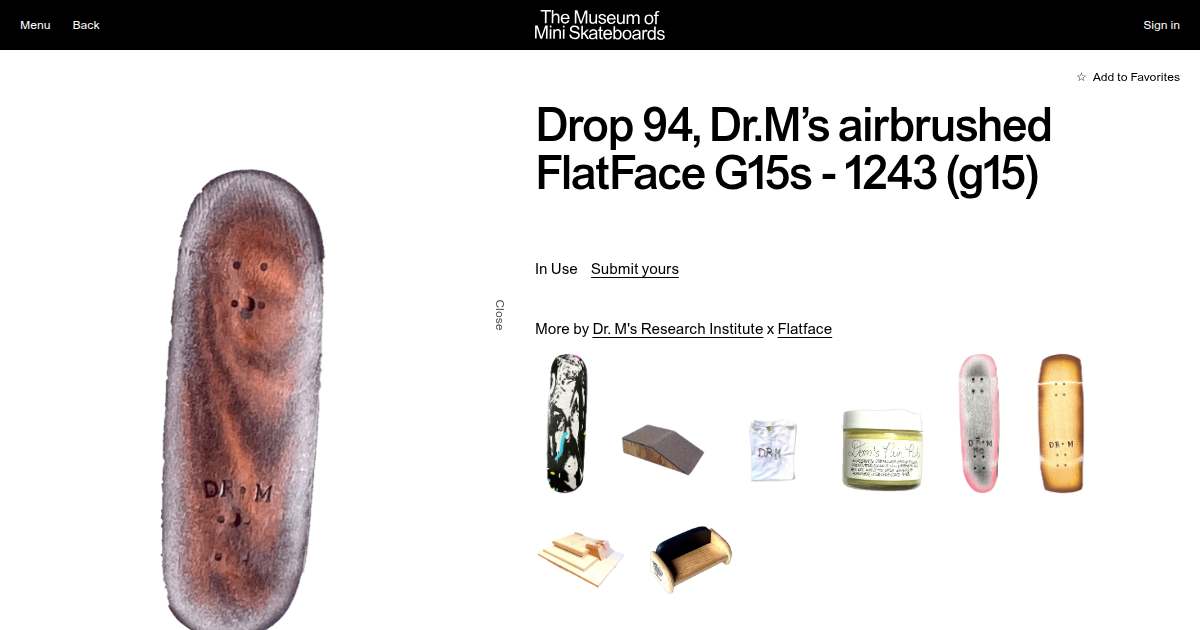 Menu
Back
The Museum of
Mini Skateboards
Sign in
☆ Add to Favorites
Drop 94, Dr.M’s airbrushed
FlatFace G15s - 1243 (g15)
In Use
Submit yours
Close
More by Dr. M's Research Institute x Flatface
DR • M
DR M
DR • M
DR • M